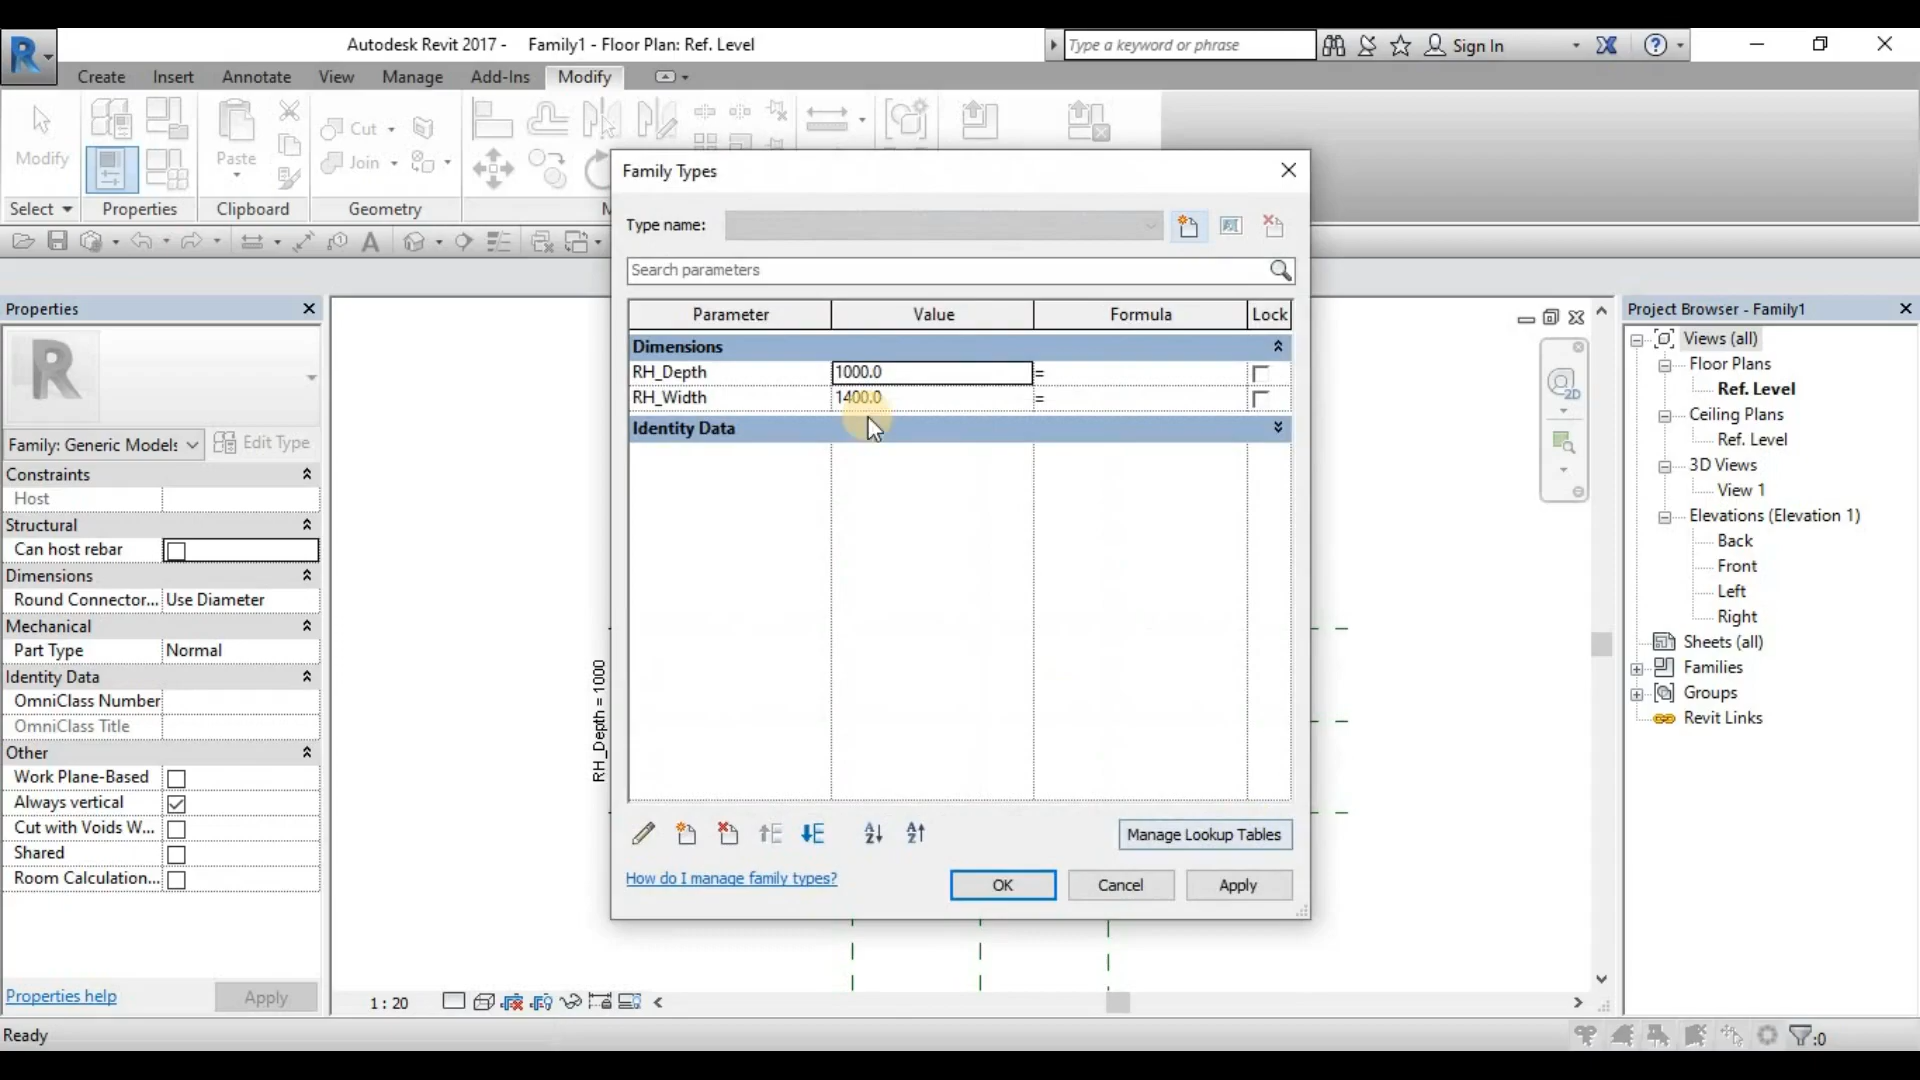 Autodesk Revit 2017 - Family1 - Floor Plan: Ref. Level
Type a keyword or phrase
Sign In
Create Insert Annotate View Manage Add-Ins Modify
Modify
Paste
Cut
Join
Select Properties Clipboard Geometry
Properties
Family: Generic Models Edit Type
Constraints
Host
Structural
Can host rebar
Dimensions
Round Connector... Use Diameter
Mechanical
Part Type Normal
Identity Data
OmniClass Number
OmniClass Title
Other
Work Plane-Based
Always vertical
Cut with Voids W...
Shared
Room Calculation...
Properties help Apply
Ready
RH_Depth = 1000
1 : 20
Family Types
Type name:
Search parameters
Parameter Value Formula Lock
Dimensions
RH_Depth 1000.0 =
RH_Width 1400.0 =
Identity Data
Manage Lookup Tables
How do I manage family types?
OK Cancel Apply
Project Browser - Family1
Views (all)
Floor Plans
Ref. Level
Ceiling Plans
Ref. Level
3D Views
View 1
Elevations (Elevation 1)
Back
Front
Left
Right
Sheets (all)
Families
Groups
Revit Links
:0